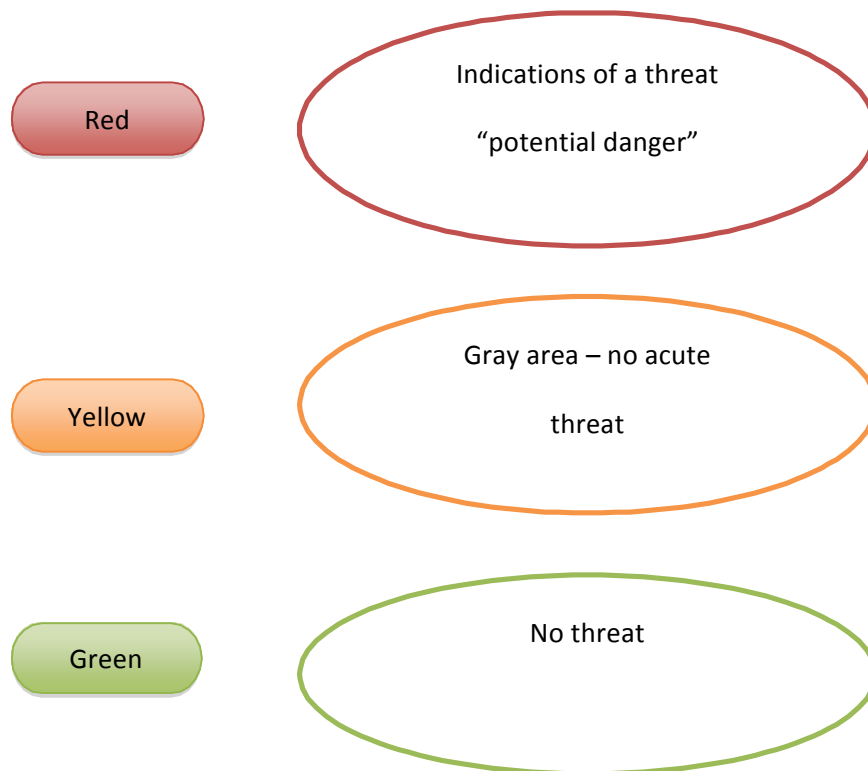 Red
Indications of a threat
“potential danger”
Yellow
Gray area – no acute
threat
Green
No threat